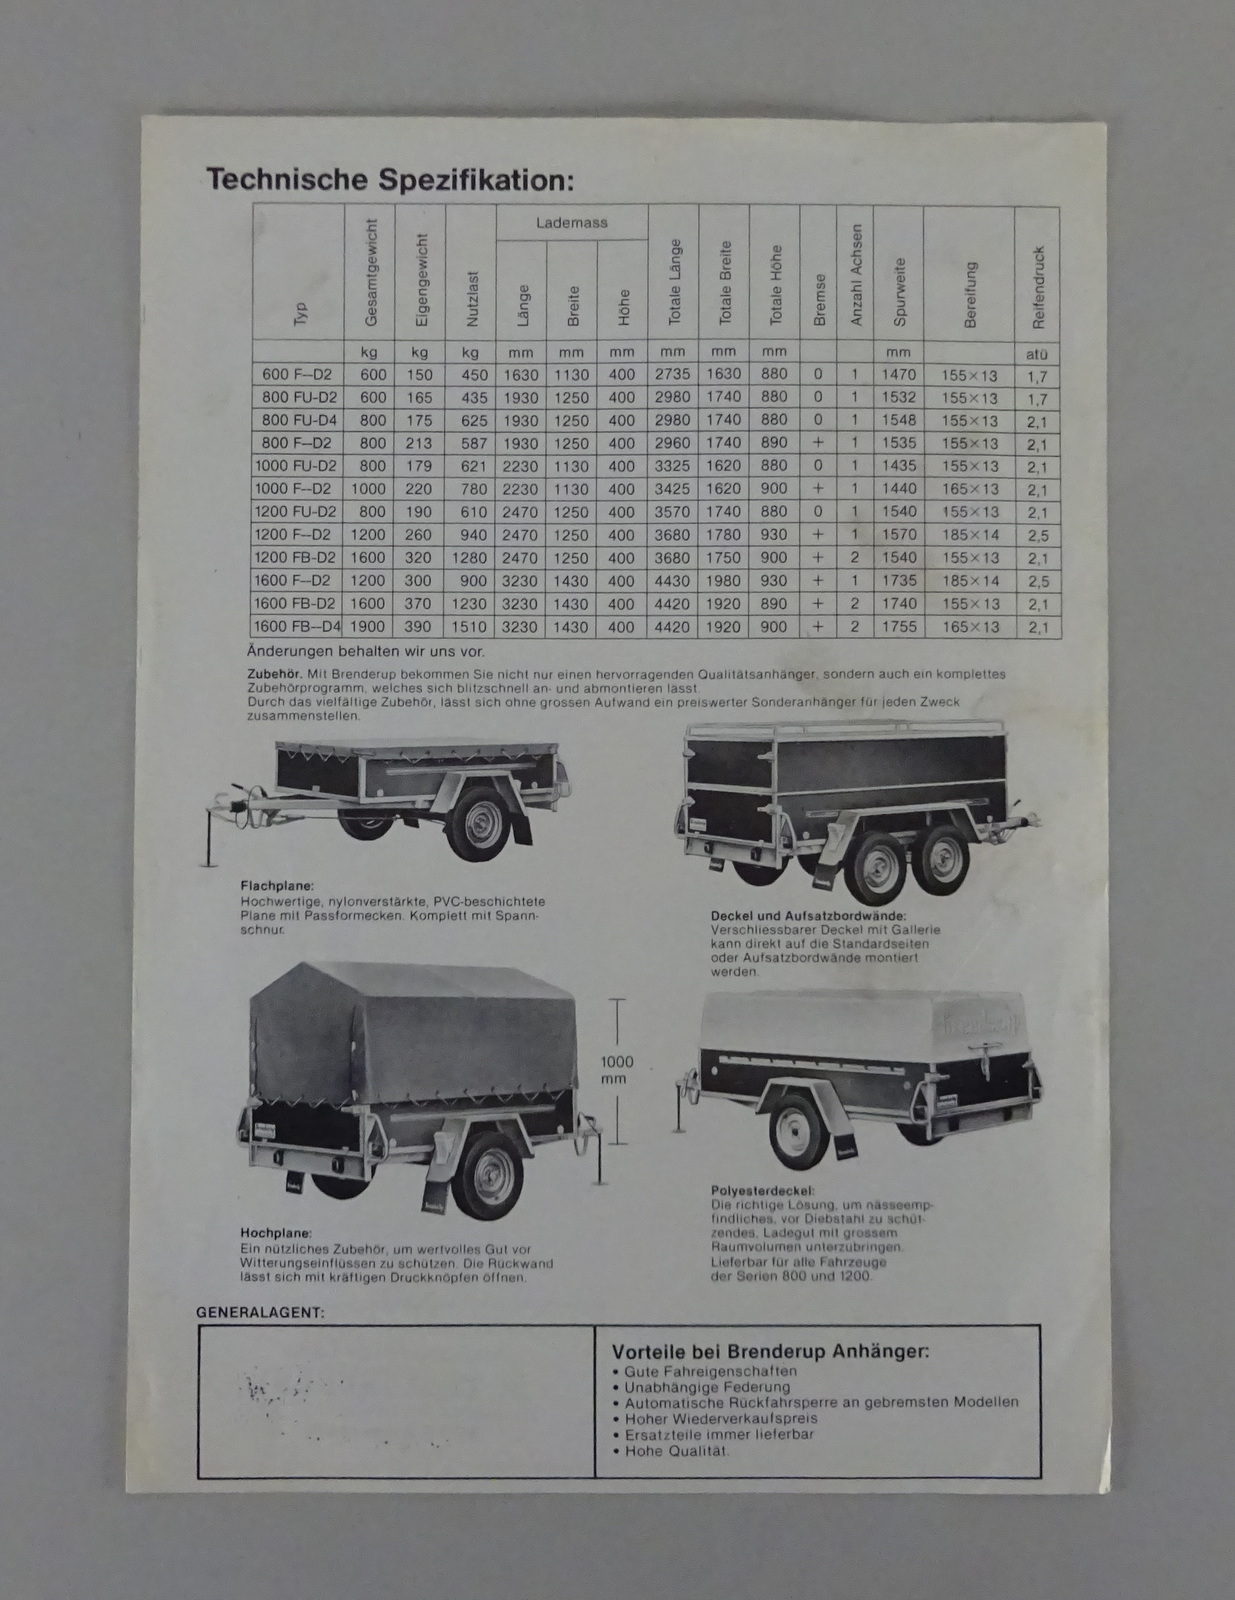 Technische Spezifikation:
Typ Gesamtgewicht Eigengewicht Nutzlast Lademass Länge Breite Höhe Totale Länge Totale Breite Totale Höhe Bremse Anzahl Achsen Spurweite Bereifung Reifendruck
kg kg kg mm mm mm mm mm mm mm atü
600 F—D2 600 150 450 1630 1130 400 2735 1630 880 0 1 1470 155×13 1,7
800 FU-D2 600 165 435 1930 1250 400 2980 1740 880 0 1 1532 155×13 1,7
800 FU-D4 800 175 625 1930 1250 400 2980 1740 880 0 1 1548 155×13 2,1
800 F—D2 800 213 587 1930 1250 400 2960 1740 890 + 1 1535 155×13 2,1
1000 FU-D2 800 179 621 2230 1130 400 3325 1620 880 0 1 1435 155×13 2,1
1000 F—D2 1000 220 780 2230 1130 400 3425 1620 900 + 1 1440 165×13 2,1
1200 FU-D2 800 190 610 2470 1250 400 3570 1740 880 0 1 1540 155×13 2,1
1200 F—D2 1200 260 940 2470 1250 400 3680 1780 930 + 1 1570 185×14 2,5
1200 FB-D2 1600 320 1280 2470 1250 400 3680 1750 900 + 2 1540 155×13 2,1
1600 F—D2 1200 300 900 3230 1430 400 4430 1980 930 + 1 1735 185×14 2,5
1600 FB-D2 1600 370 1230 3230 1430 400 4420 1920 890 + 2 1740 155×13 2,1
1600 FB—D4 1900 390 1510 3230 1430 400 4420 1920 900 + 2 1755 165×13 2,1
Änderungen behalten wir uns vor.
Zubehör. Mit Brenderup bekommen Sie nicht nur einen hervorragenden Qualitätsanhänger, sondern auch ein komplettes
Zubehörprogramm, welches sich blitzschnell an- und abmontieren lässt.
Durch das vielfältige Zubehör, lässt sich ohne grossen Aufwand ein preiswerter Sonderanhänger für jeden Zweck
zusammenstellen.
Flachplane:
Hochwertige, nylonverstärkte, PVC-beschichtete
Plane mit Passformecken. Komplett mit Spann-
schnur.
Deckel und Aufsatzbordwände:
Verschliessbarer Deckel mit Gallerie
kann direkt auf die Standardseiten
oder Aufsatzbordwände montiert
werden.
1000
mm
Brenderup
Hochplane:
Ein nützliches Zubehör, um wertvolles Gut vor
Witterungseinflüssen zu schützen. Die Rückwand
lässt sich mit kräftigen Druckknöpfen öffnen.
Polyesterdeckel:
Die richtige Lösung, um nässeemp-
findliches, vor Diebstahl zu schüt-
zendes, Ladegut mit grossem
Raumvolumen unterzubringen.
Lieferbar für alle Fahrzeuge
der Serien 800 und 1200.
GENERALAGENT:
Vorteile bei Brenderup Anhänger:
• Gute Fahreigenschaften
• Unabhängige Federung
• Automatische Rückfahrsperre an gebremsten Modellen
• Hoher Wiederverkaufspreis
• Ersatzteile immer lieferbar
• Hohe Qualität.